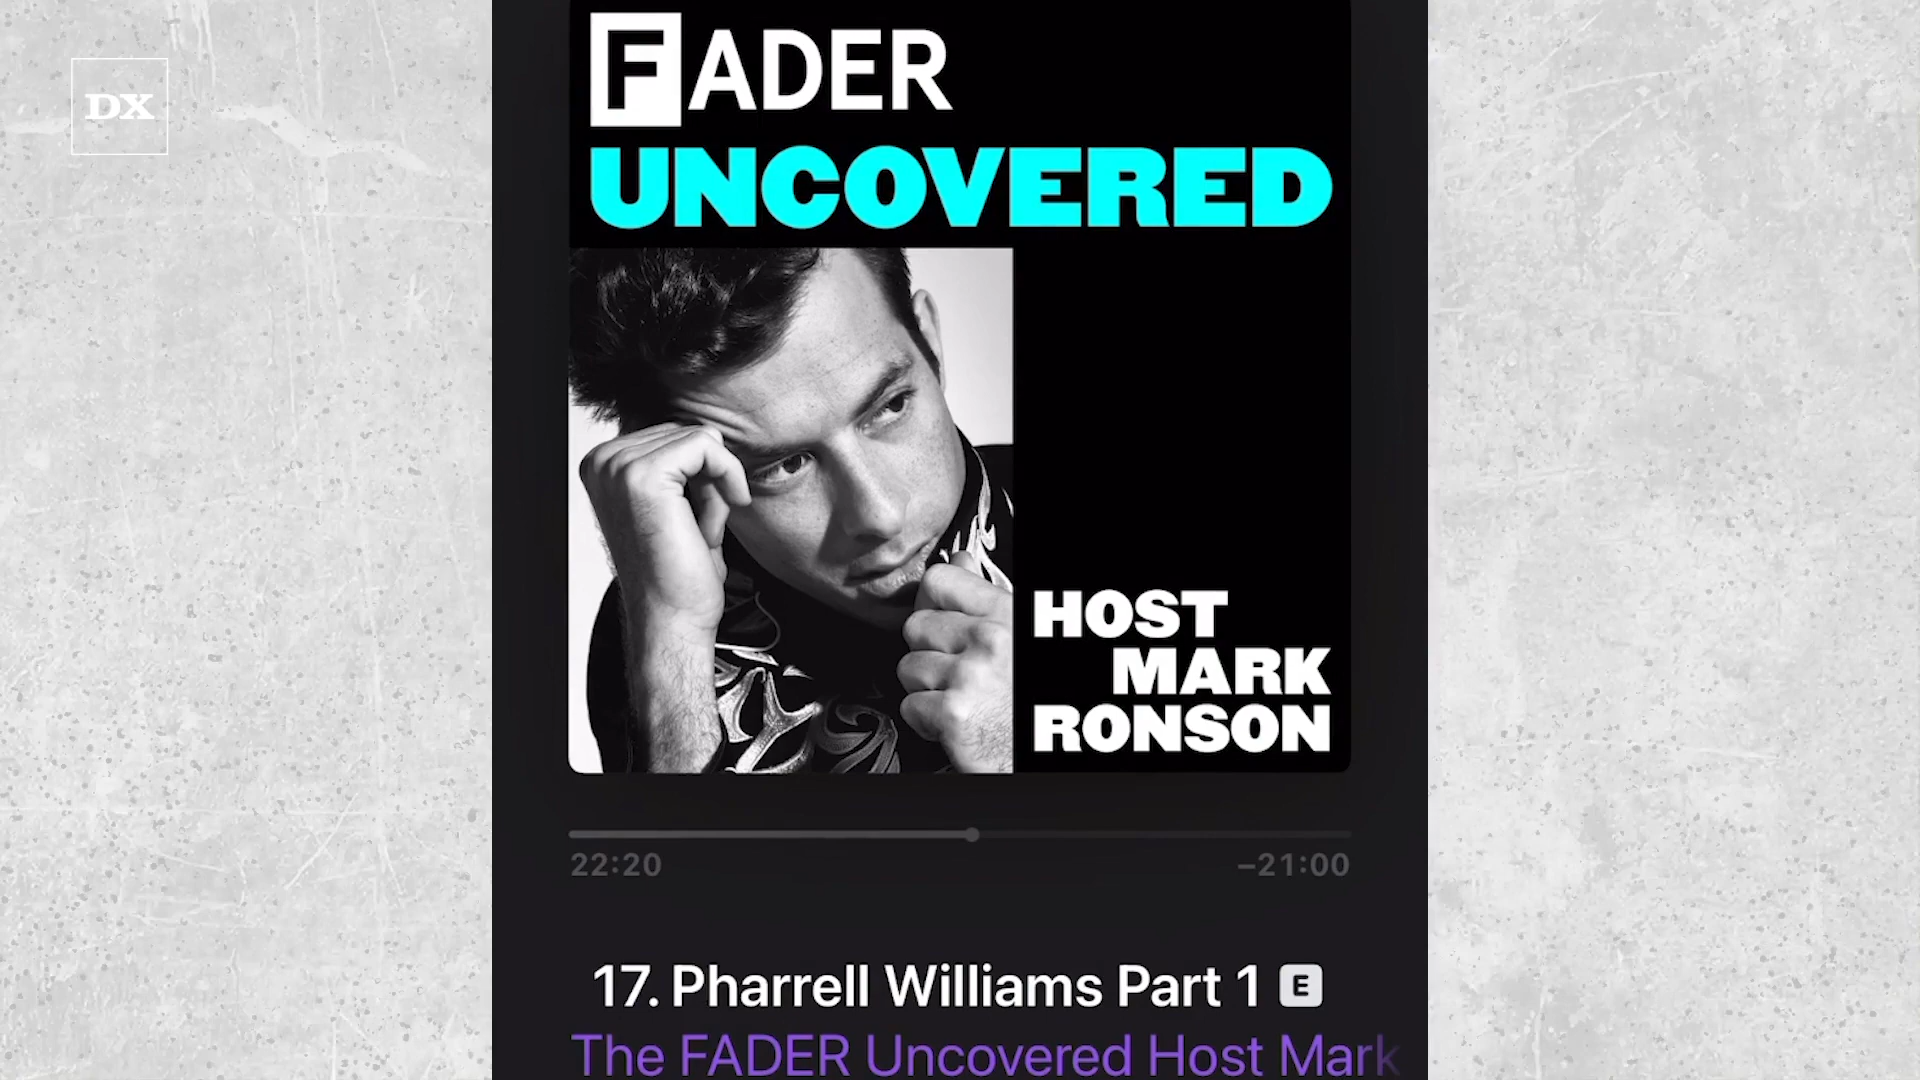 DX
FADER
UNCOVERED
HOST
MARK
RONSON
22:20
–21:00
17. Pharrell Williams Part 1 E
The FADER Uncovered Host Mark